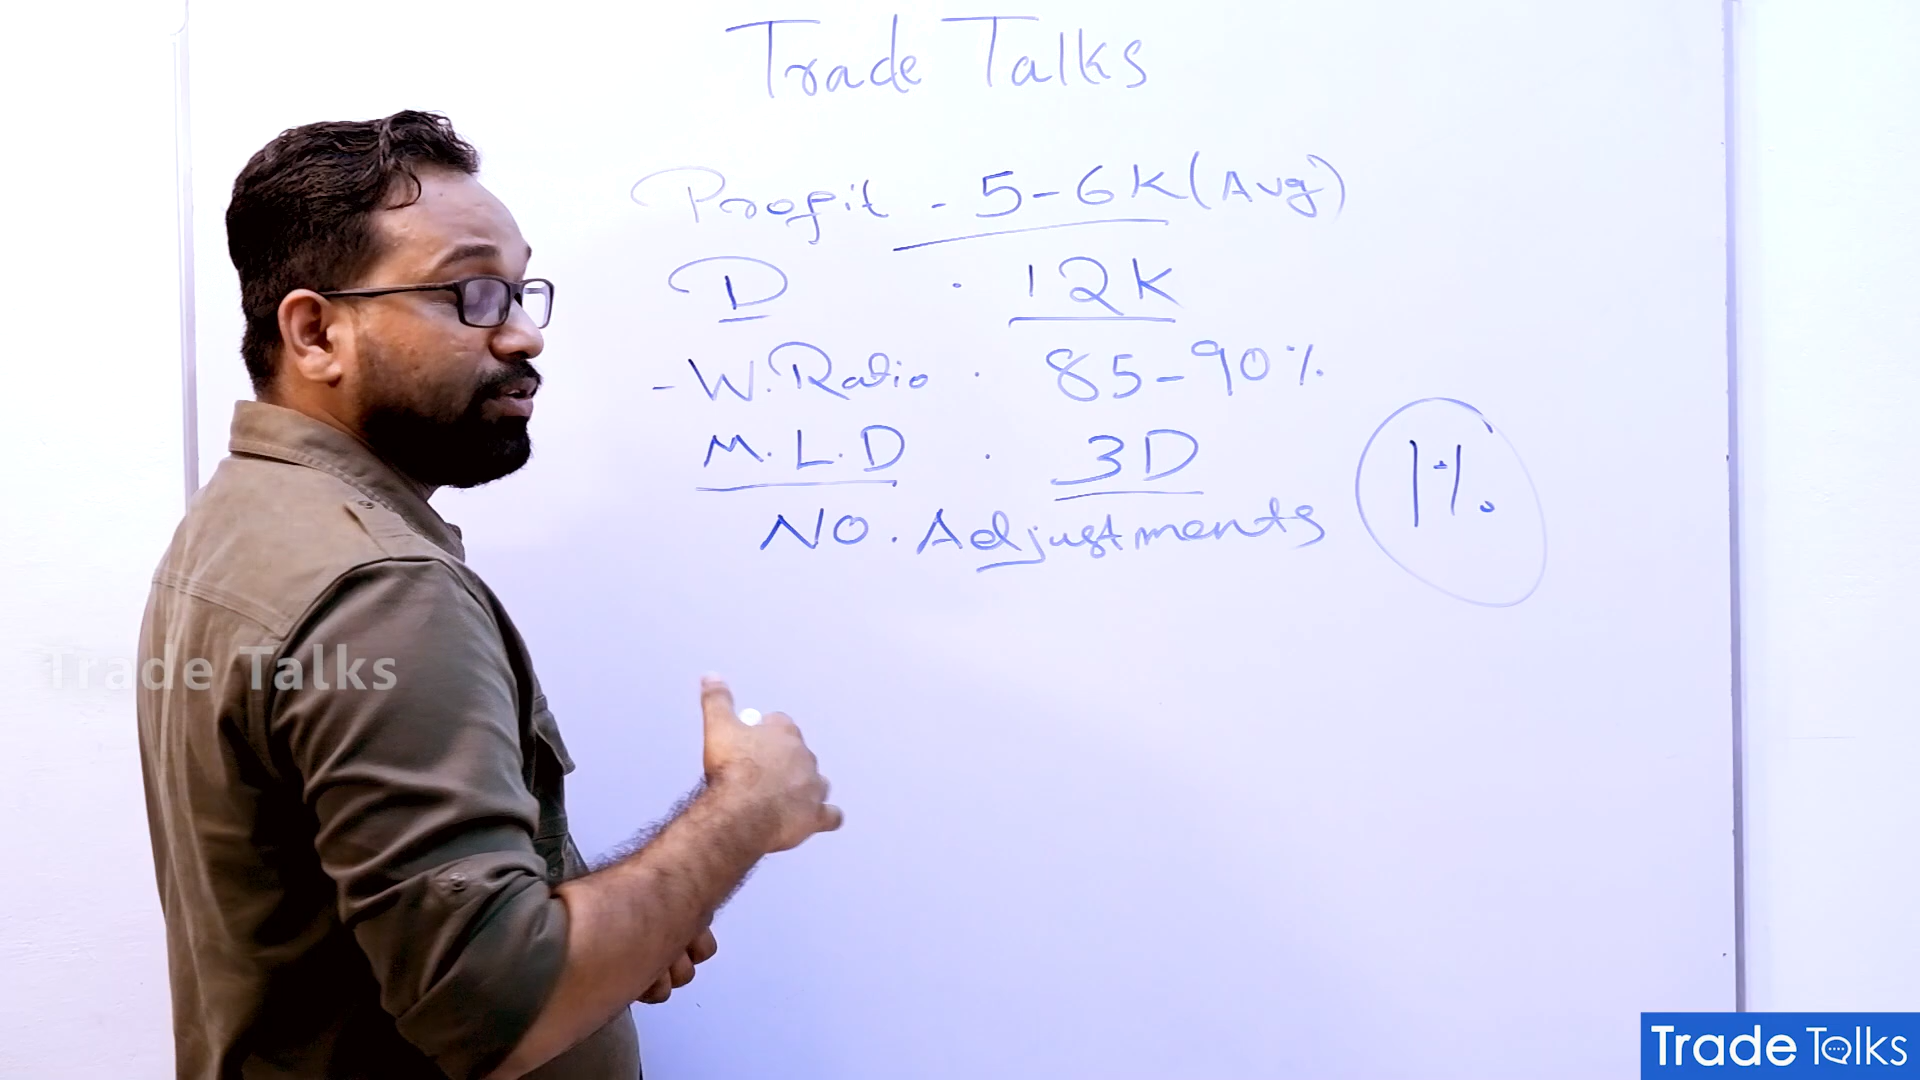 Trade Talks
Profit - 5-6K (Avg)
D . 12K
- W. Ratio . 85-90%
M.L.D . 3D
1%
NO. Adjustments
Trade Talks
Trade Talks